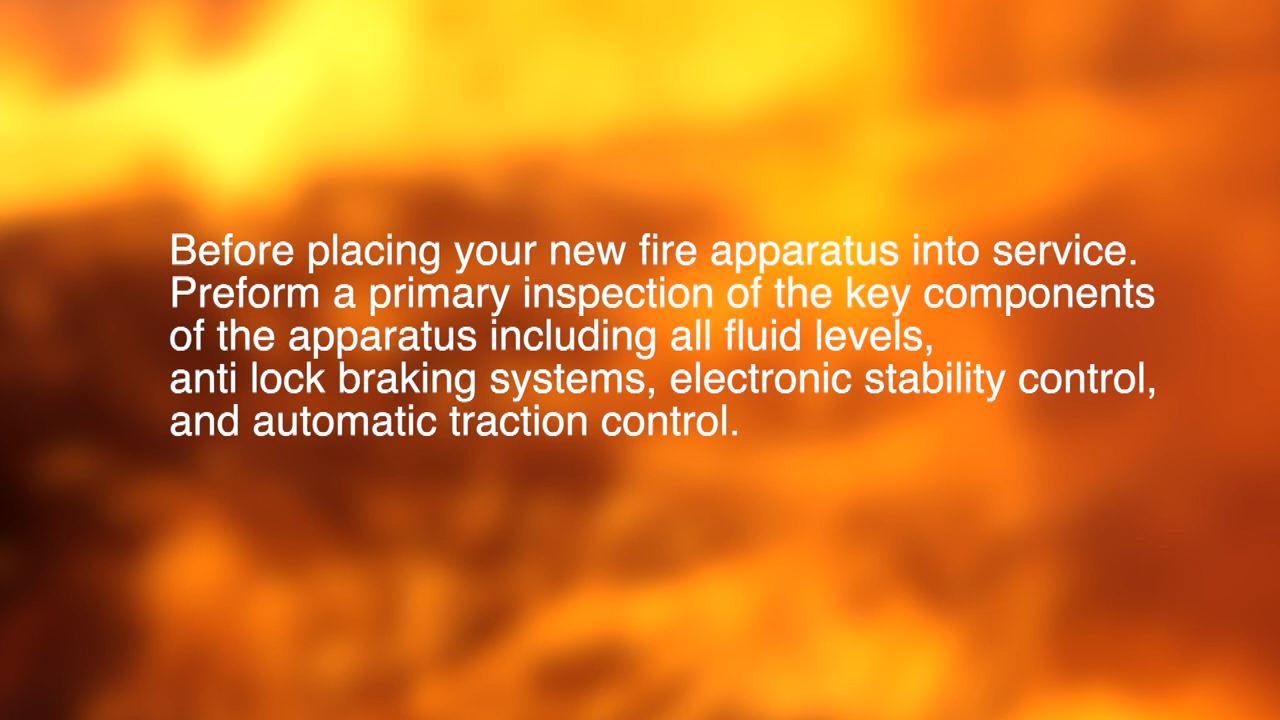 Before placing your new fire apparatus into service.
Preform a primary inspection of the key components
of the apparatus including all fluid levels,
anti lock braking systems, electronic stability control,
and automatic traction control.